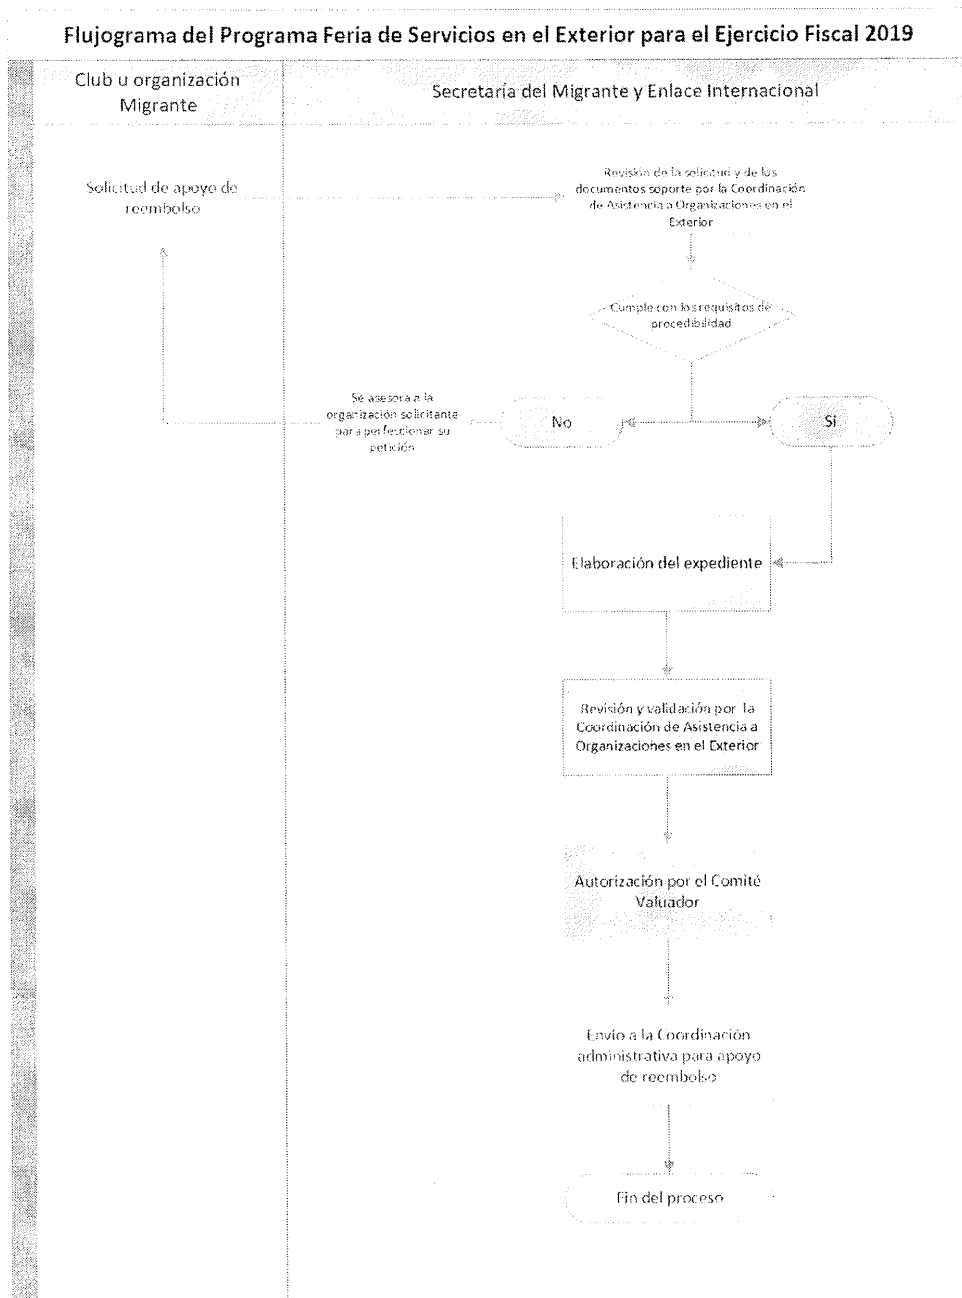 Flujograma del Programa Feria de Servicios en el Exterior para el Ejercicio Fiscal 2019
Club u organización
Migrante
Secretaría del Migrante y Enlace Internacional
Solicitud de apoyo de
reembolso
Revisión de la solicitud y de los
documentos soporte por la Coordinación
de Asistencia a Organizaciones en el
Exterior
Cumple con los requisitos de
procedibilidad
Se asesora a la
organización solicitante
para perfeccionar su
petición
No
Si
Elaboración del expediente
Revisión y validación por la
Coordinación de Asistencia a
Organizaciones en el Exterior
Autorización por el Comité
Valuador
Envío a la Coordinación
administrativa para apoyo
de reembolso
Fin del proceso